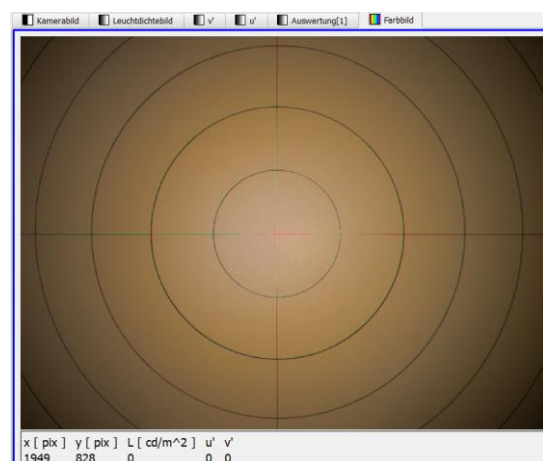 Kamerabild Leuchtdichtebild v' u' Auswertung[1] Farbbild
x [ pix ] y [ pix ] L [ cd/m^2 ] u' v'
1949 828 0 0 0